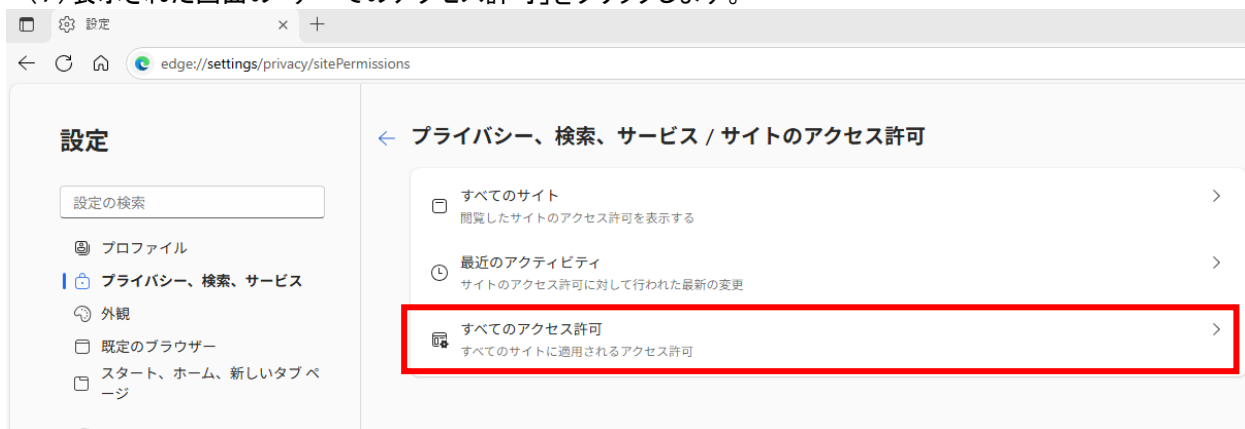 設定
edge://settings/privacy/sitePermissions
設定
設定の検索
プロファイル
プライバシー、検索、サービス
外観
既定のブラウザー
スタート、ホーム、新しいタブ ペ
ージ
プライバシー、検索、サービス / サイトのアクセス許可
すべてのサイト
閲覧したサイトのアクセス許可を表示する
最近のアクティビティ
サイトのアクセス許可に対して行われた最新の変更
すべてのアクセス許可
すべてのサイトに適用されるアクセス許可